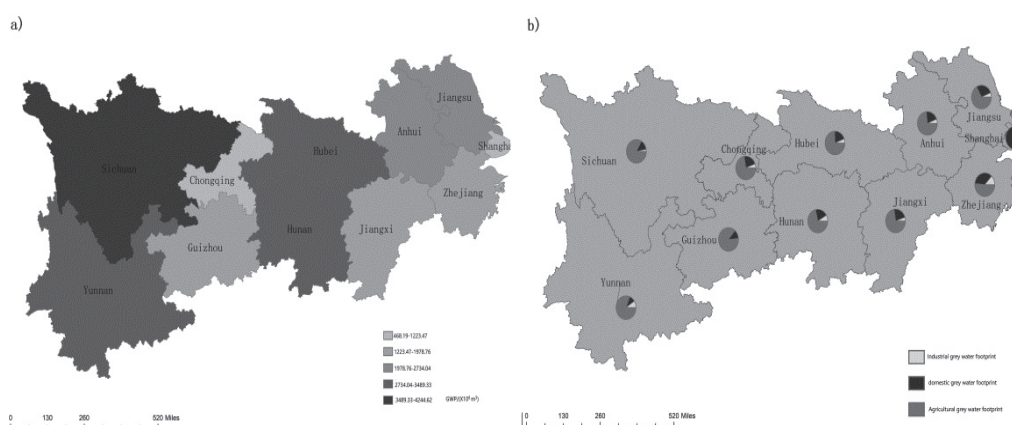 a)
Sichuan
Chongqing
Hubei
Anhui
Jiangsu
Shangha
Zhejiang
Jiangxi
Hunan
Guizhou
Yunnan
468.19-1223.47
1223.47-1978.76
1978.76-2734.04
2734.04-3489.33
3489.33-4244.62
0 130 260 520 Miles
b)
Sichuan
Chongqing
Hubei
Anhui
Jiangsu
Shanghai
Zhejiang
Jiangxi
Hunan
Guizhou
Yunnan
Industrial grey water footprint
domestic grey water footprint
Agricultural grey water footprint
0 130 260 520 Miles